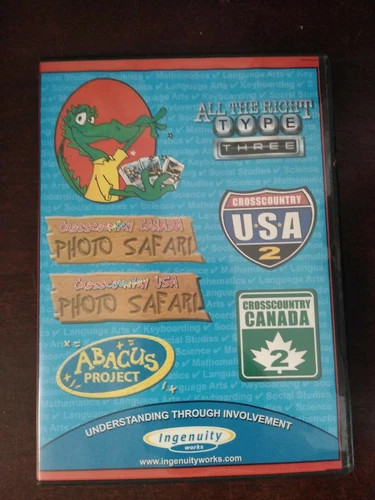 ALL THE RIGHT
TYPE
THREE
CROSSCOUNTRY CANADA
PHOTO SAFARI
CROSSCOUNTRY
U·S·A
2
CROSSCOUNTRY USA
PHOTO SAFARI
CROSSCOUNTRY
CANADA
2
ABACUS
PROJECT
UNDERSTANDING THROUGH INVOLVEMENT
Ingenuity
works
www.ingenuityworks.com